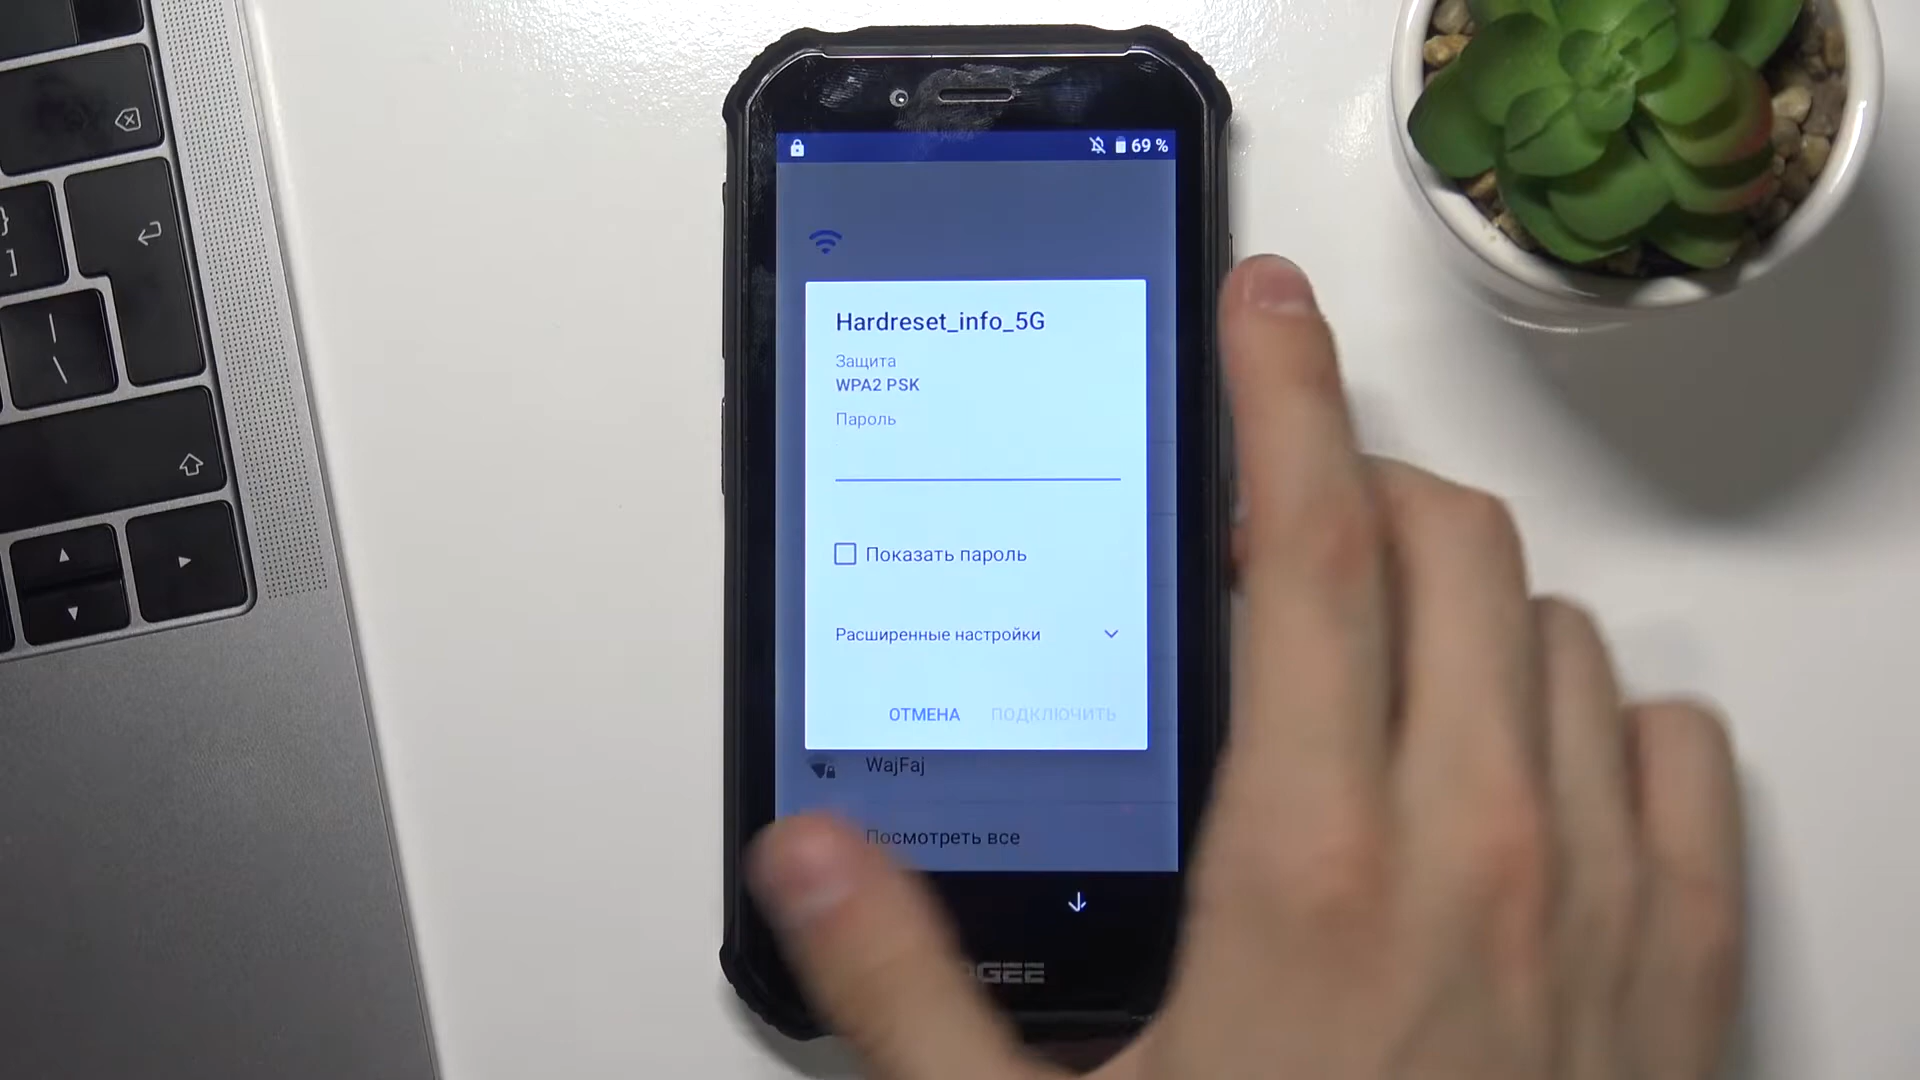 69 %
Hardreset_info_5G
Защита
WPA2 PSK
Пароль
Показать пароль
Расширенные настройки
ОТМЕНА
ПОДКЛЮЧИТЬ
WajFaj
Посмотреть все
}
]
|
\